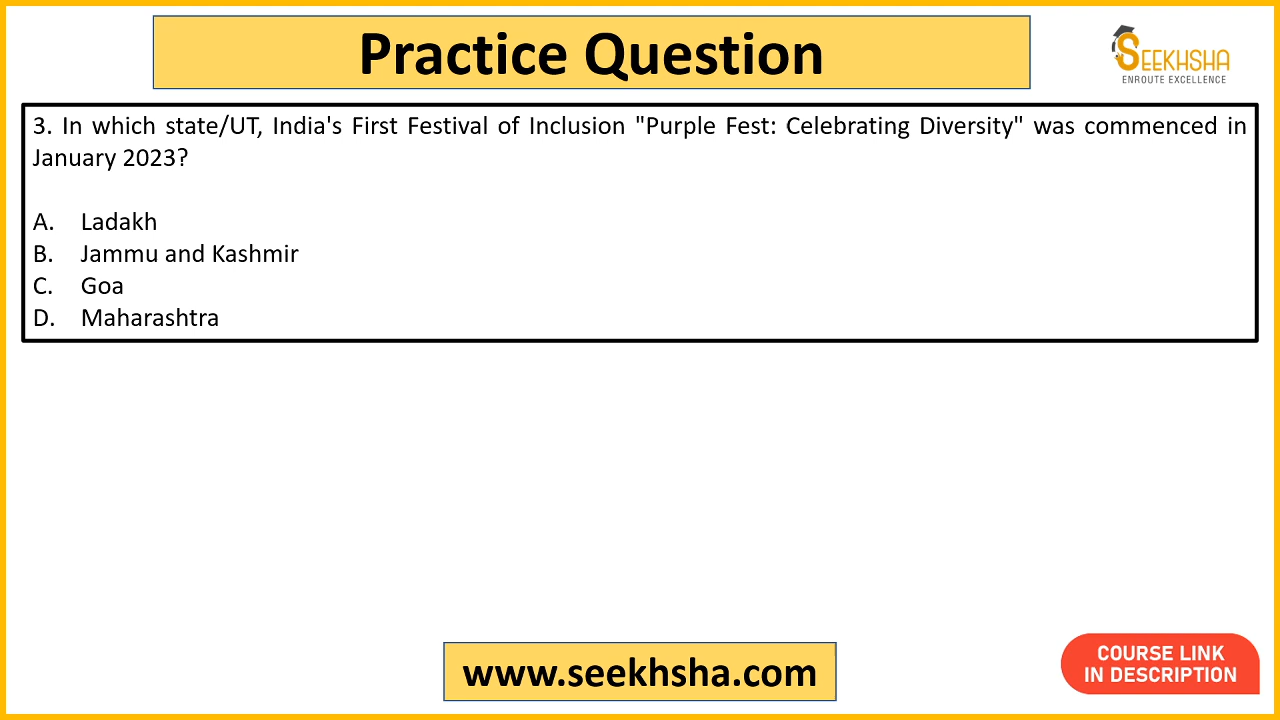 Practice Question
SEEKHSHA
ENROUTE EXCELLENCE
3. In which state/UT, India's First Festival of Inclusion "Purple Fest: Celebrating Diversity" was commenced in
January 2023?
A. Ladakh
B. Jammu and Kashmir
C. Goa
D. Maharashtra
www.seekhsha.com
COURSE LINK
IN DESCRIPTION